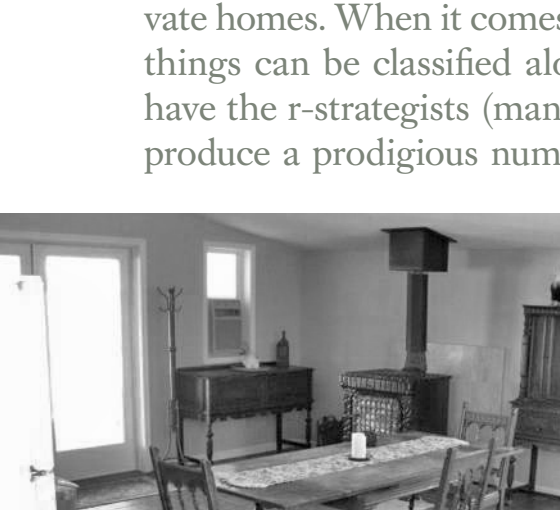 vate homes. When it comes
things can be classified alo
have the r-strategists (man
produce a prodigious num